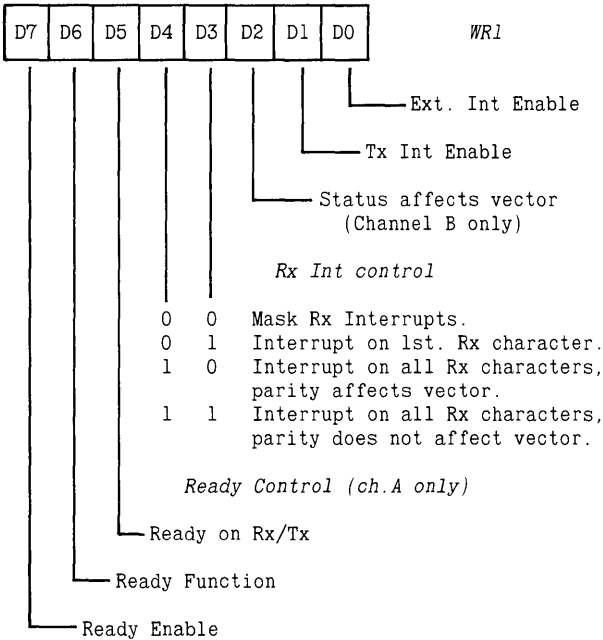 D7 D6 D5 D4 D3 D2 D1 D0 WR1
Ext. Int Enable
Tx Int Enable
Status affects vector
(Channel B only)
Rx Int control
0 0 Mask Rx Interrupts.
0 1 Interrupt on 1st. Rx character.
1 0 Interrupt on all Rx characters,
parity affects vector.
1 1 Interrupt on all Rx characters,
parity does not affect vector.
Ready Control (ch.A only)
Ready on Rx/Tx
Ready Function
Ready Enable